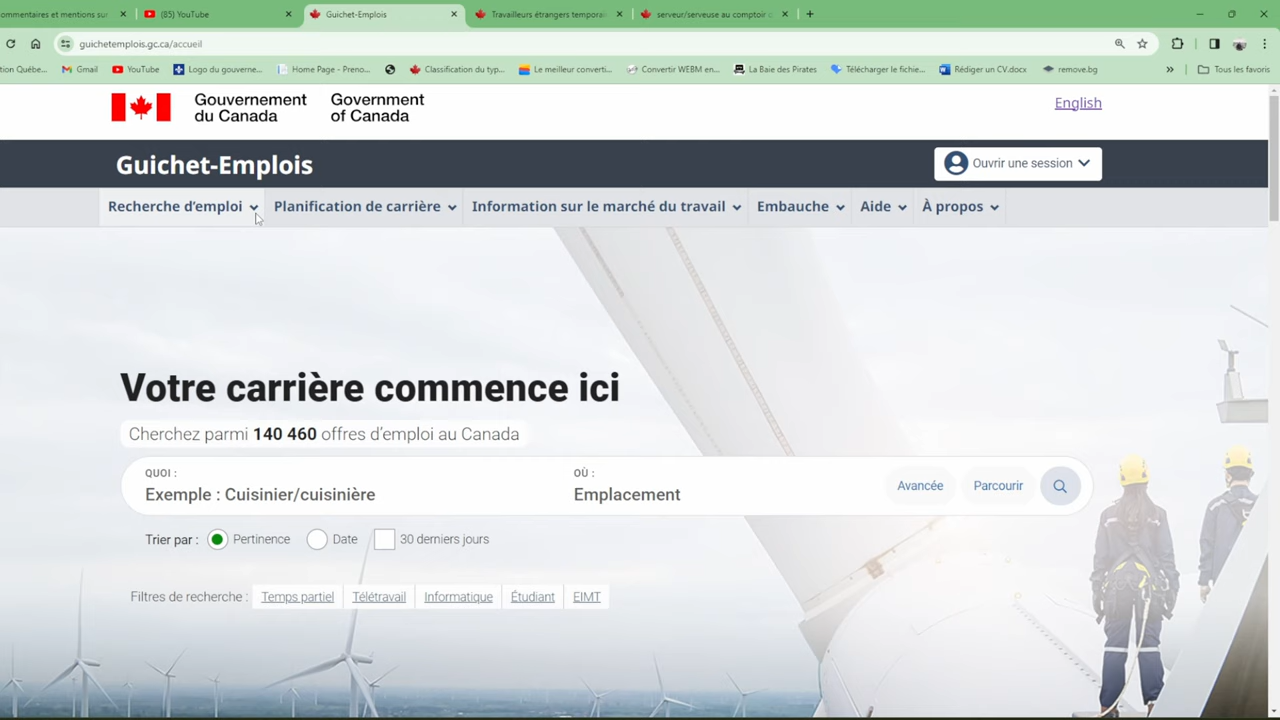 ommentaires et mentions sur
(85) YouTube
Guichet-Emplois
Travailleurs étrangers temporai
serveur/serveuse au comptoir
guichetemplois.gc.ca/accueil
tion Québe...
Gmail
YouTube
Logo du gouverne...
Home Page - Preno...
Classification du typ...
Le meilleur converti...
Convertir WEBM en...
La Baie des Pirates
Télécharger le fichie...
Rédiger un CV.docx
remove.bg
»
Tous les favoris
Gouvernement
du Canada
Government
of Canada
English
Guichet-Emplois
Ouvrir une session
Recherche d'emploi
Planification de carrière
Information sur le marché du travail
Embauche
Aide
À propos
Votre carrière commence ici
Cherchez parmi 140 460 offres d'emploi au Canada
QUOI :
Exemple : Cuisinier/cuisinière
OÙ :
Emplacement
Avancée
Parcourir
Trier par :
Pertinence
Date
30 derniers jours
Filtres de recherche :
Temps partiel
Télétravail
Informatique
Étudiant
EIMT